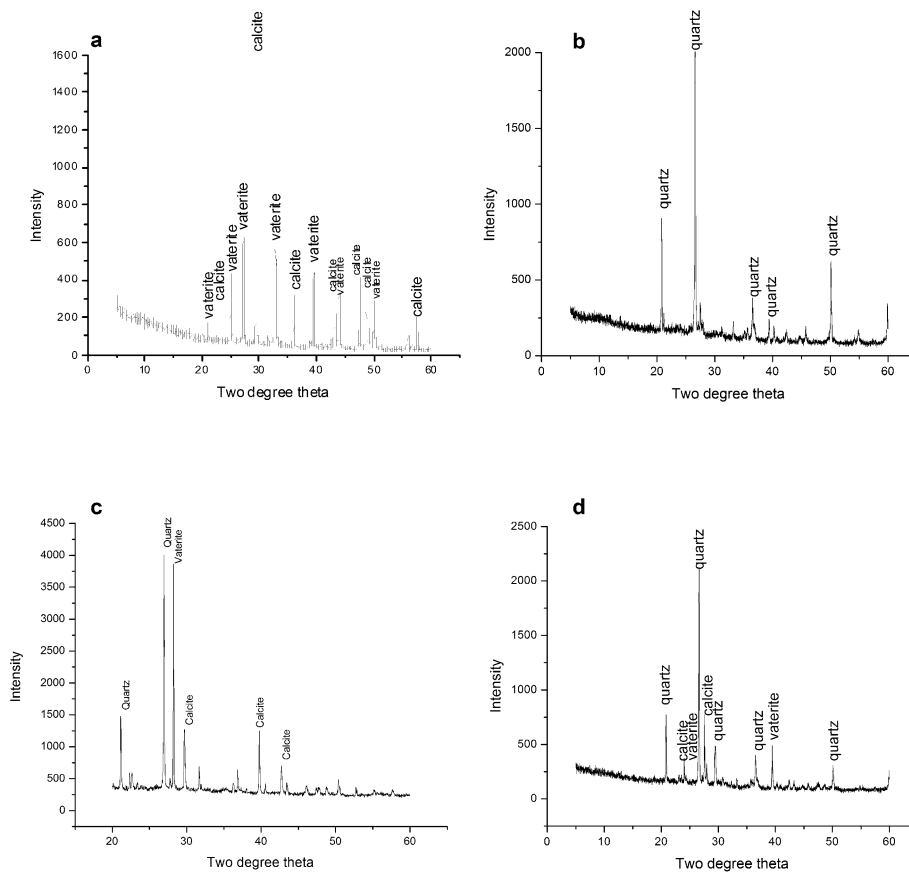 a
calcite
1600
1400
1200
1000
800
600
400
200
0
Intensity
vaterite
calcite
vaterite
vaterite
vaterite
calcite
vaterite
calcite
vaterite
calcite
calcite
vaterite
calcite
0 10 20 30 40 50 60
Two degree theta
b
2000
1500
1000
500
0
Intensity
quartz
quartz
quartz
quartz
quartz
0 10 20 30 40 50 60
Two degree theta
c
4500
4000
3500
3000
2500
2000
1500
1000
500
0
Intensity
Quartz
Quartz
Vaterite
Calcite
Calcite
Calcite
20 30 40 50 60
Two degree theta
d
2500
2000
1500
1000
500
0
Intensity
quartz
calcite
vaterite
quartz
calcite
quartz
quartz
vaterite
quartz
0 10 20 30 40 50 60
Two degree theta